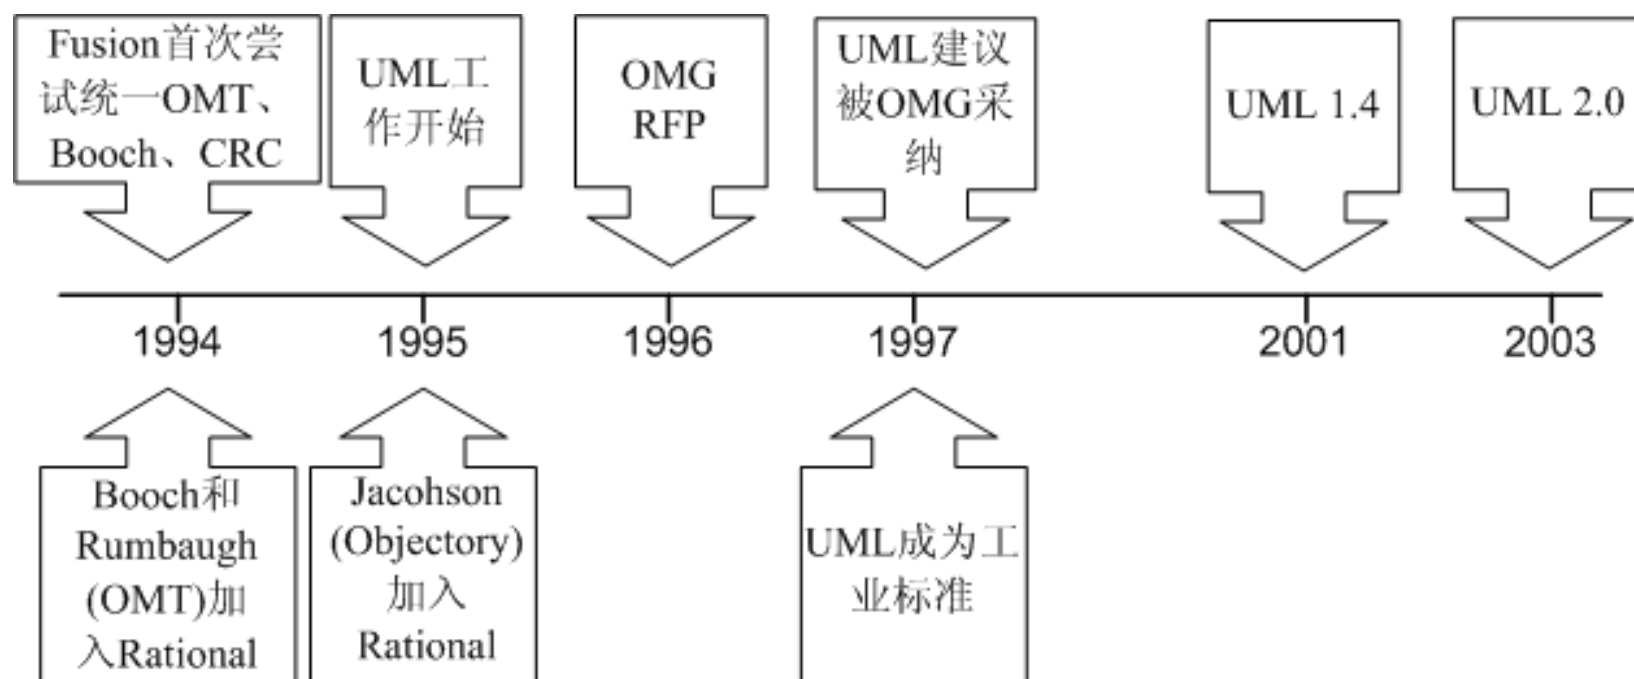 Fusion首次尝
试统一OMT、
Booch、CRC
UML工
作开始
OMG
RFP
UML建议
被OMG采
纳
UML 1.4
UML 2.0
1994
1995
1996
1997
2001
2003
Booch和
Rumbaugh
(OMT)加
入Rational
Jacohson
(Objectory)
加入
Rational
UML成为工
业标准